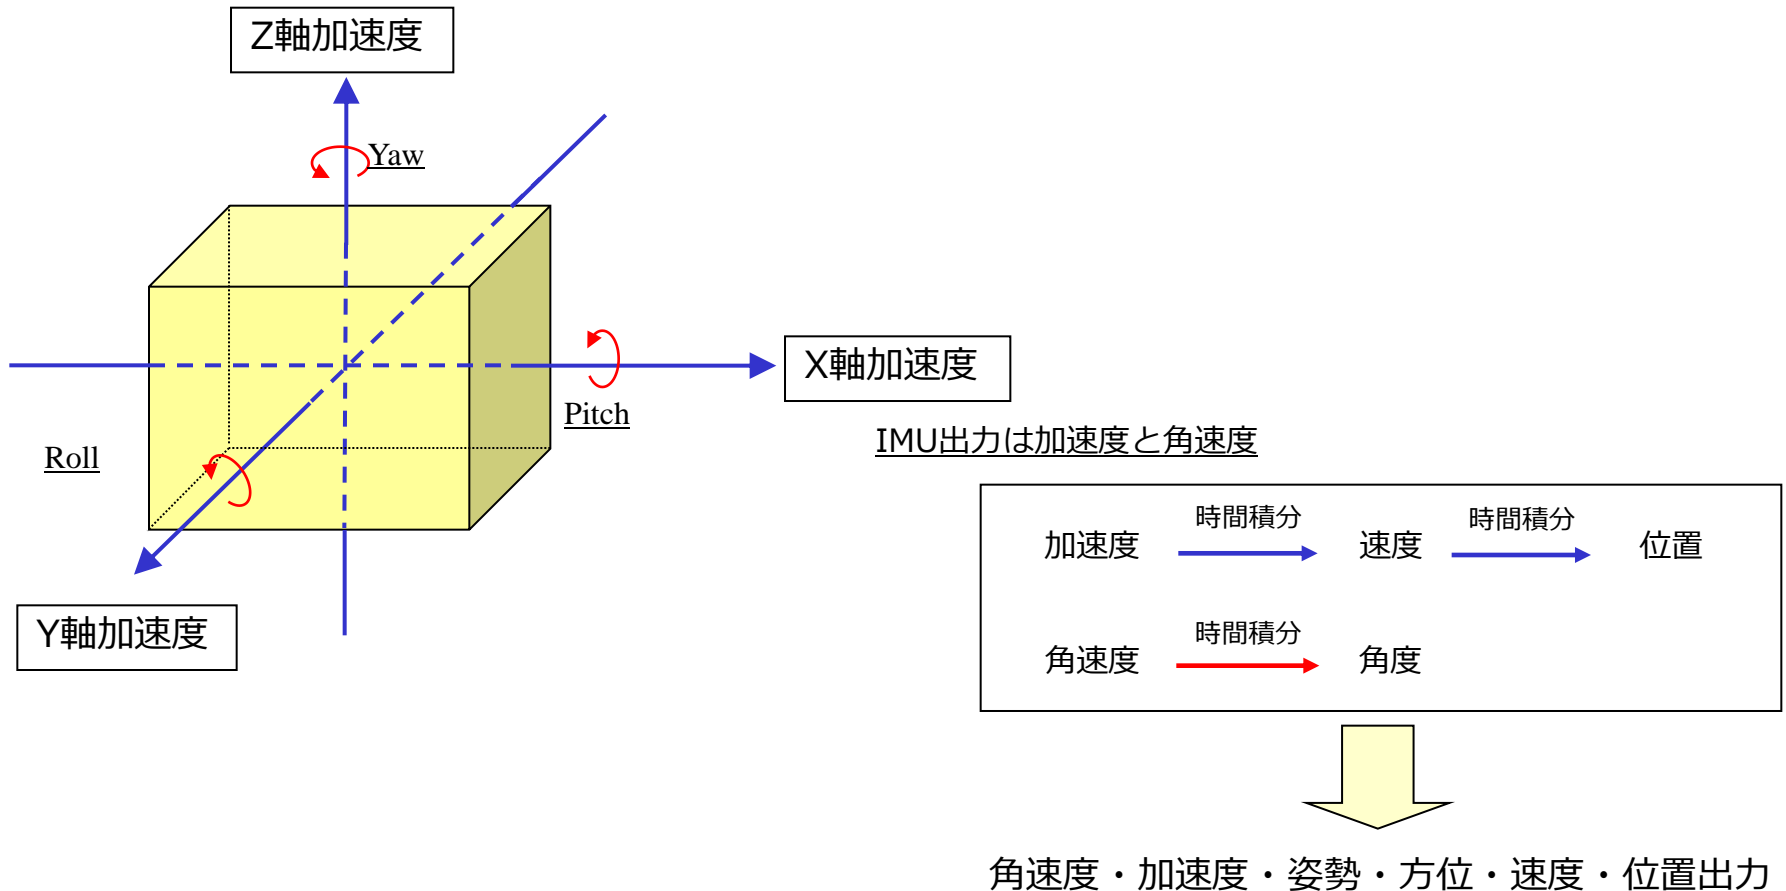 Z軸加速度
Yaw
X軸加速度
Pitch
Roll
Y軸加速度
IMU出力は加速度と角速度
時間積分 時間積分
加速度 速度 位置
時間積分
角速度 角度
角速度・加速度・姿勢・方位・速度・位置出力